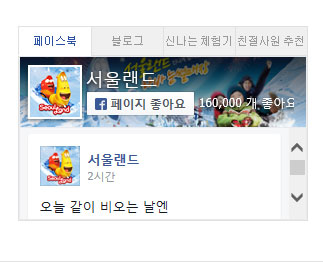 페이스북 블로그 신나는 체험기 친절사원 추천
서울랜드
페이지 좋아요 160,000 개 좋아요
서울랜드
2시간
오늘 같이 비오는 날엔